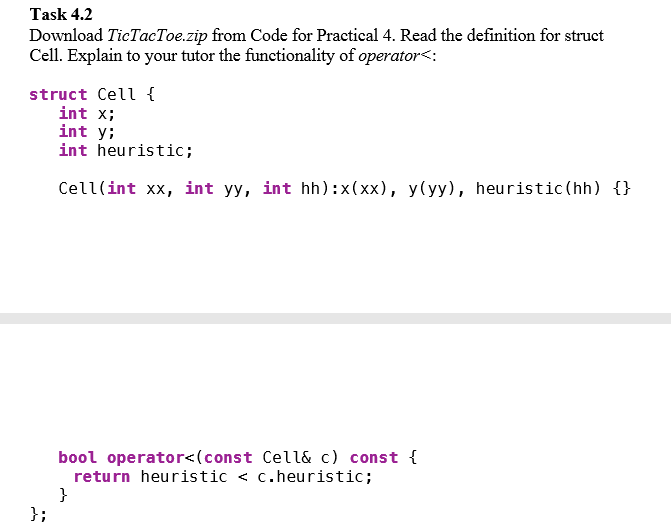 Task 4.2
Download TicTacToe.zip from Code for Practical 4. Read the definition for struct
Cell. Explain to your tutor the functionality of operator<:
struct Cell {
int x;
int y;
int heuristic;
Cell(int xx, int yy, int hh):x(xx), y(yy), heuristic(hh) {}
bool operator<(const Cell& c) const {
return heuristic < c.heuristic;
}
};